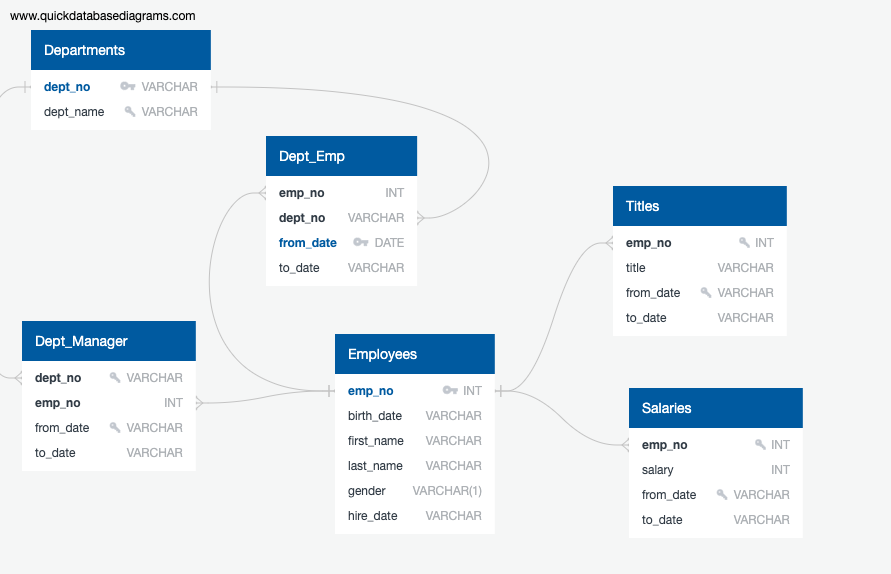 www.quickdatabasediagrams.com
Departments
dept_no VARCHAR
dept_name VARCHAR
Dept_Emp
emp_no INT
dept_no VARCHAR
from_date DATE
to_date VARCHAR
Titles
emp_no INT
title VARCHAR
from_date VARCHAR
to_date VARCHAR
Dept_Manager
dept_no VARCHAR
emp_no INT
from_date VARCHAR
to_date VARCHAR
Employees
emp_no INT
birth_date VARCHAR
first_name VARCHAR
last_name VARCHAR
gender VARCHAR(1)
hire_date VARCHAR
Salaries
emp_no INT
salary INT
from_date VARCHAR
to_date VARCHAR